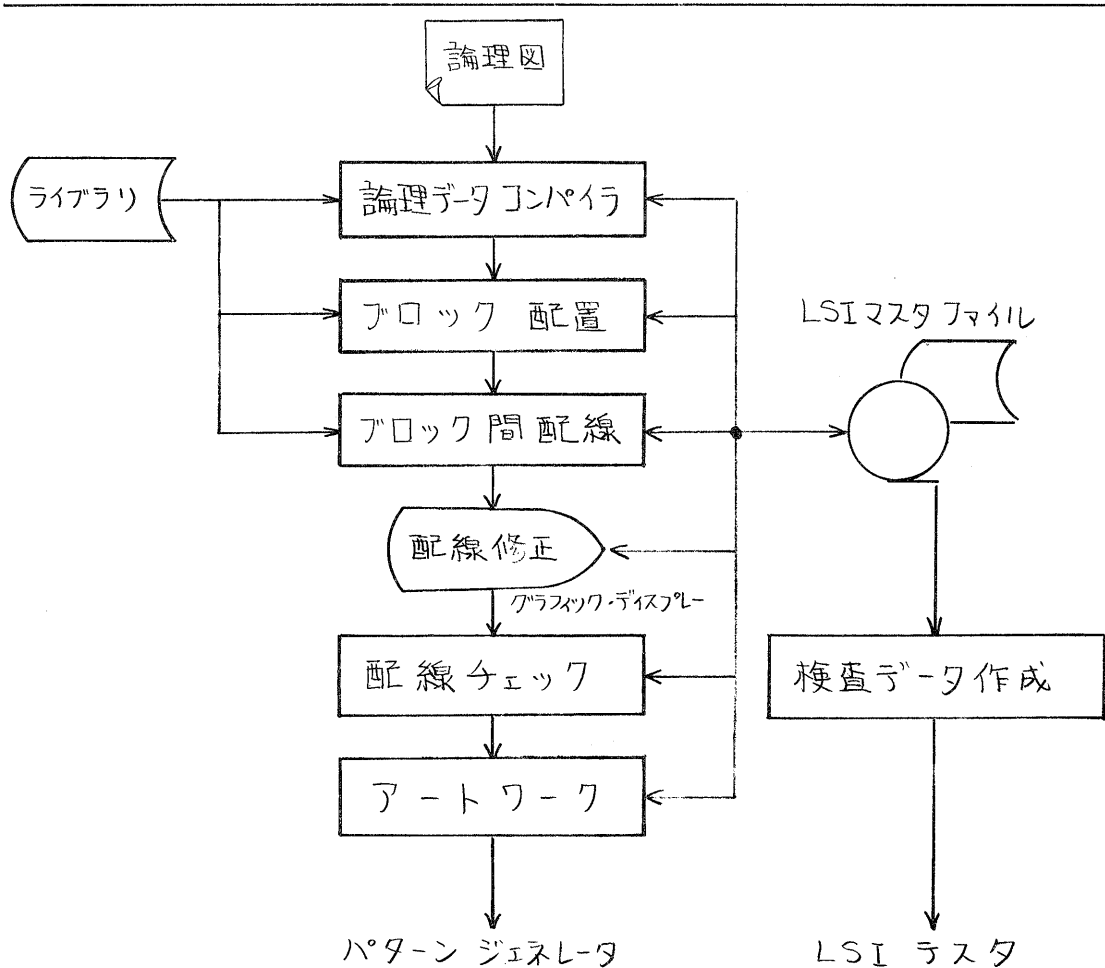 論理図
ライブラリ
論理データコンパイラ
ブロック 配置
LSIマスタファイル
ブロック間配線
配線修正
グラフィック・ディスプレー
配線チェック
検査データ作成
アートワーク
パターン ジェネレータ
LSI テスタ